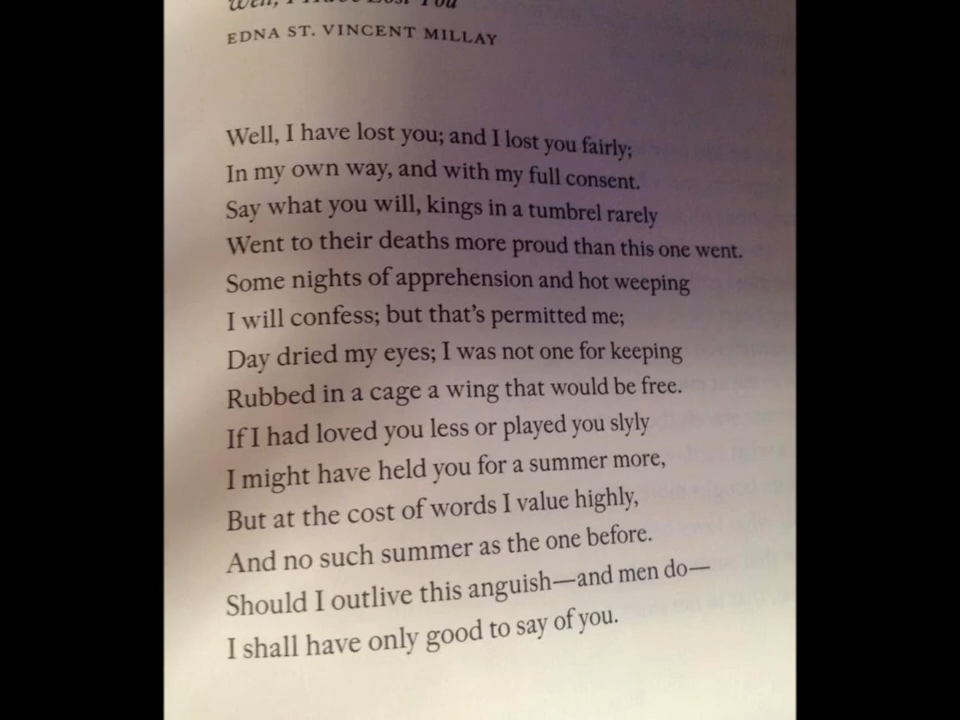 Well, I Have Lost You
EDNA ST. VINCENT MILLAY
Well, I have lost you; and I lost you fairly;
In my own way, and with my full consent.
Say what you will, kings in a tumbrel rarely
Went to their deaths more proud than this one went.
Some nights of apprehension and hot weeping
I will confess; but that's permitted me;
Day dried my eyes; I was not one for keeping
Rubbed in a cage a wing that would be free.
If I had loved you less or played you slyly
I might have held you for a summer more,
But at the cost of words I value highly,
And no such summer as the one before.
Should I outlive this anguish—and men do—
I shall have only good to say of you.